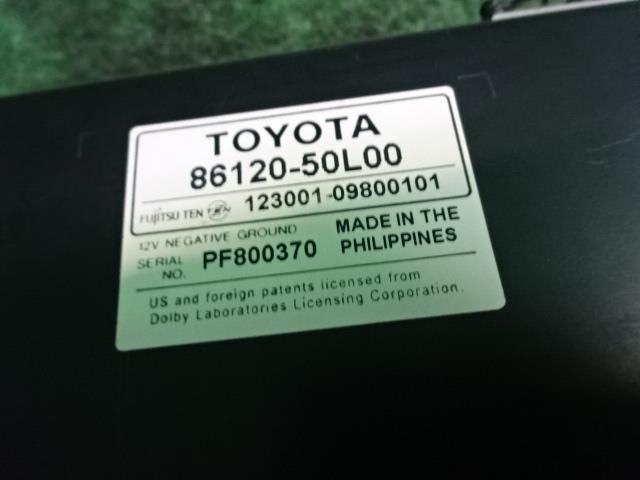 TOYOTA
86120-50L00
FUJITSU TEN 123001-09800101
12V NEGATIVE GROUND
SERIAL NO. PF800370
MADE IN THE PHILIPPINES
US and foreign patents licensed from
Dolby Laboratories Licensing Corporation.